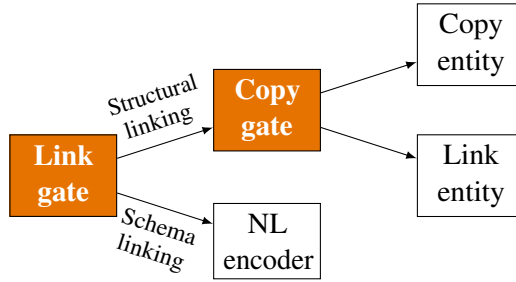 Link
gate
Structural
linking
Schema
linking
Copy
gate
NL
encoder
Copy
entity
Link
entity